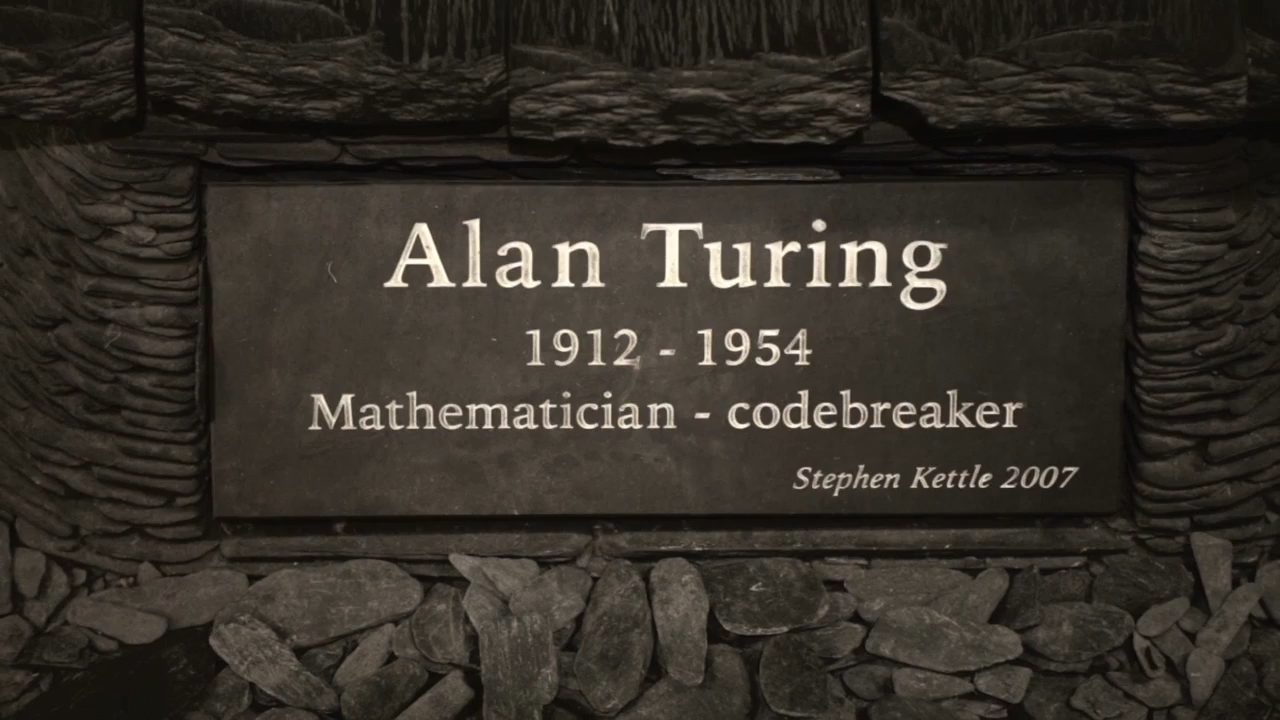 Alan Turing
1912 - 1954
Mathematician - codebreaker
Stephen Kettle 2007